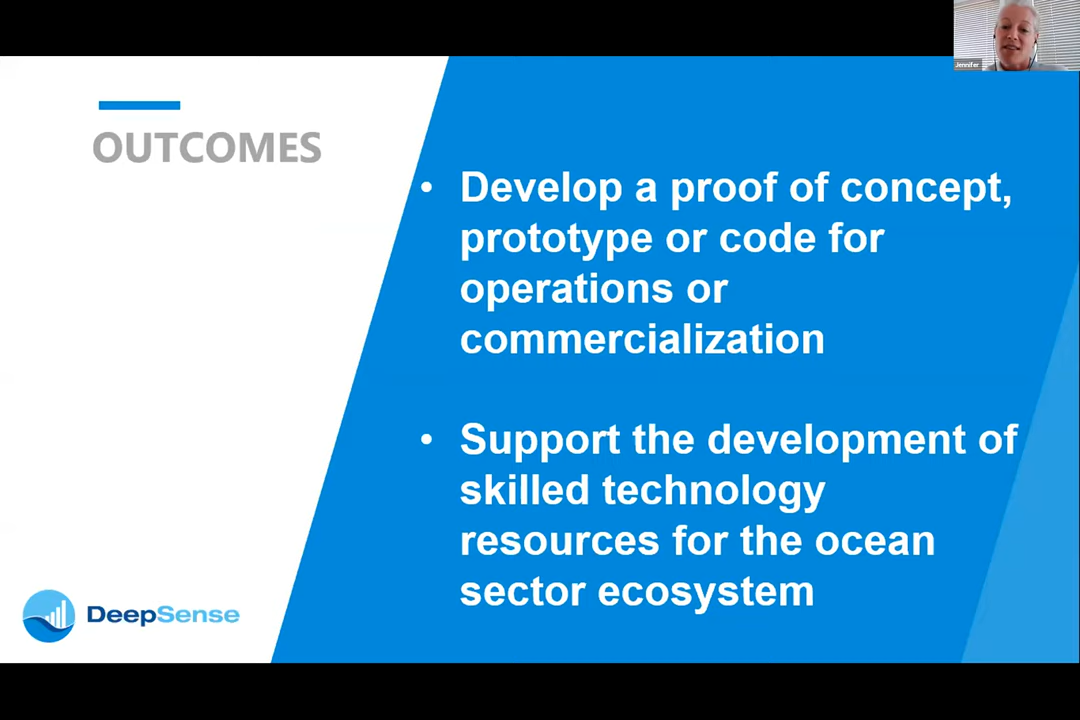 Jennifer
OUTCOMES
• Develop a proof of concept,
prototype or code for
operations or
commercialization
• Support the development of
skilled technology
resources for the ocean
sector ecosystem
DeepSense